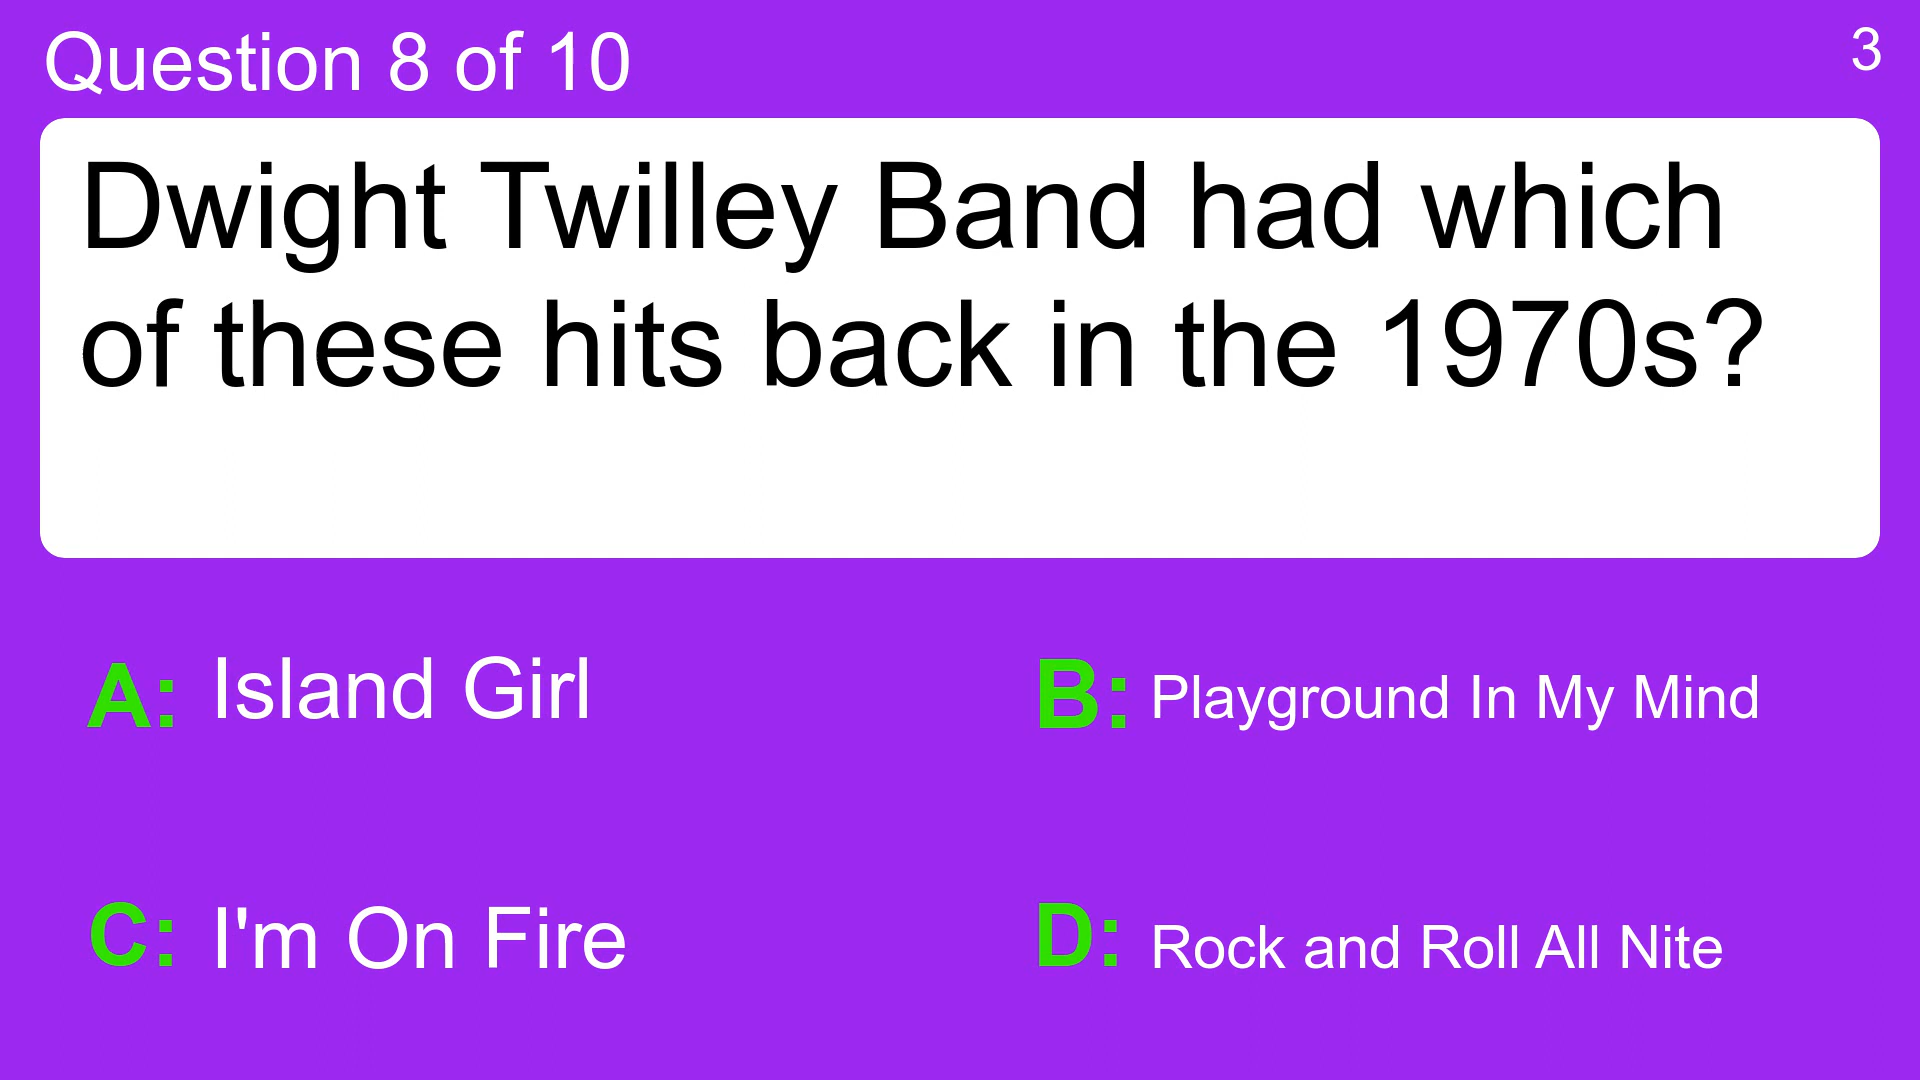 Question 8 of 10
3
Dwight Twilley Band had which
of these hits back in the 1970s?
A: Island Girl
B: Playground In My Mind
C: I'm On Fire
D: Rock and Roll All Nite